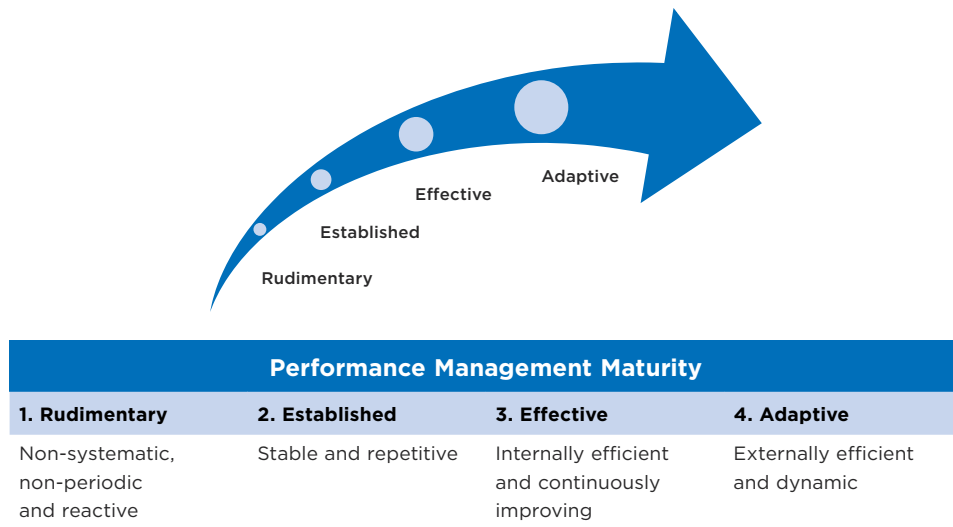 Adaptive
Effective
Established
Rudimentary
Performance Management Maturity
1. Rudimentary
2. Established
3. Effective
4. Adaptive
Non-systematic,
non-periodic
and reactive
Stable and repetitive
Internally efficient
and continuously
improving
Externally efficient
and dynamic